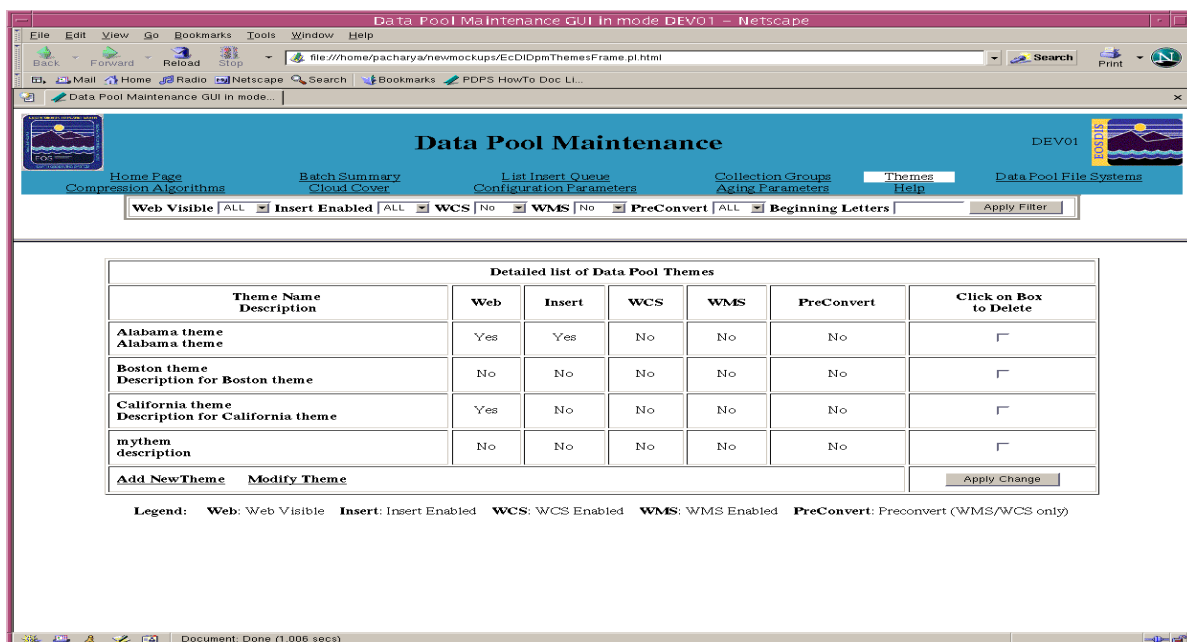 Data Pool Maintenance GUI in mode DEV01 – Netscape
File Edit View Go Bookmarks Tools Window Help
Back Forward Reload Stop file:///home/pacharya/newmockups/EcDlDpmThemesFrame.pl.html Search Print N
Mail Home Radio Netscape Search Bookmarks PDPS HowTo Doc Li...
Data Pool Maintenance GUI in mode...
EOS Data Pool Maintenance DEV01 EOSDIS
Home Page Batch Summary List Insert Queue Collection Groups Themes Data Pool File Systems
Compression Algorithms Cloud Cover Configuration Parameters Aging Parameters Help
Web Visible ALL Insert Enabled ALL WCS No WMS No PreConvert ALL Beginning Letters Apply Filter
Detailed list of Data Pool Themes
Theme Name Description Web Insert WCS WMS PreConvert Click on Box to Delete
Alabama theme
Alabama theme Yes Yes No No No
Boston theme
Description for Boston theme No No No No No
California theme
Description for California theme Yes No No No No
mythem
description No No No No No
Add NewTheme Modify Theme Apply Change
Legend: Web: Web Visible Insert: Insert Enabled WCS: WCS Enabled WMS: WMS Enabled PreConvert: Preconvert (WMS/WCS only)
Document: Done (1.006 secs)